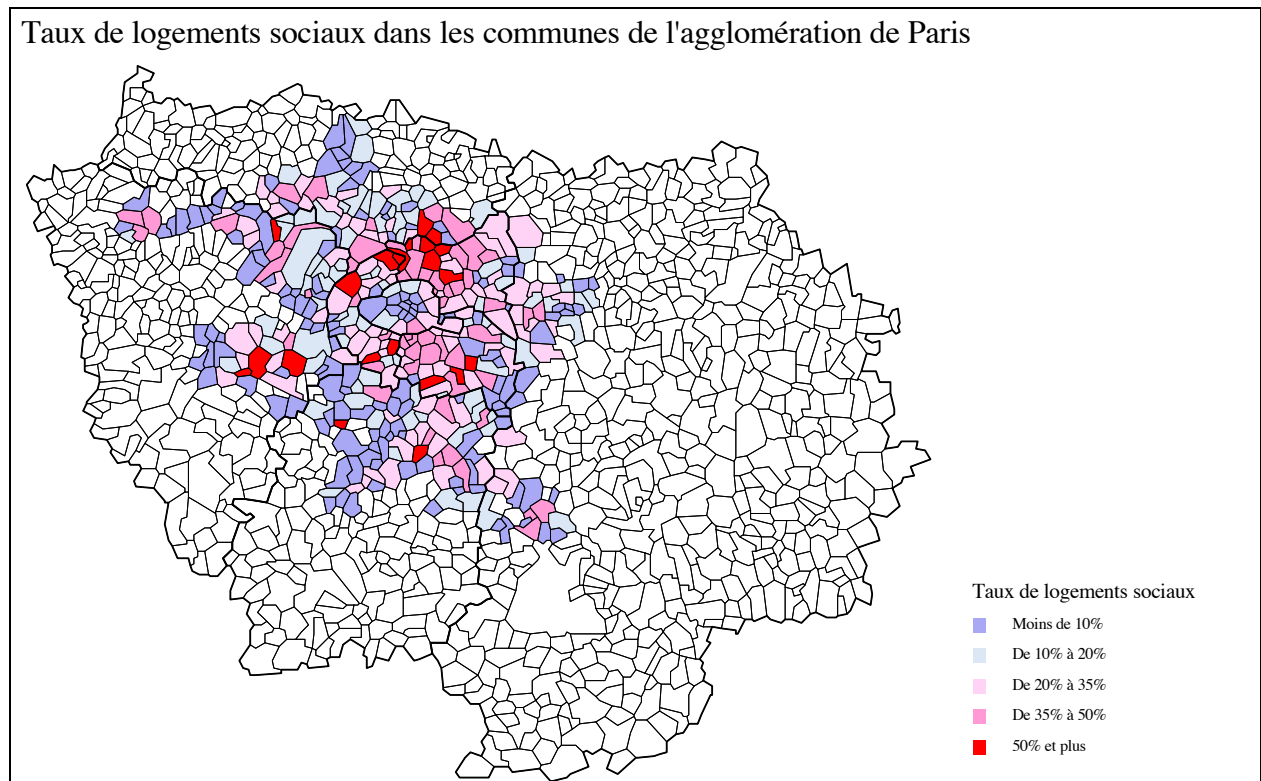 Taux de logements sociaux dans les communes de l'agglomération de Paris
Taux de logements sociaux
Moins de 10%
De 10% à 20%
De 20% à 35%
De 35% à 50%
50% et plus